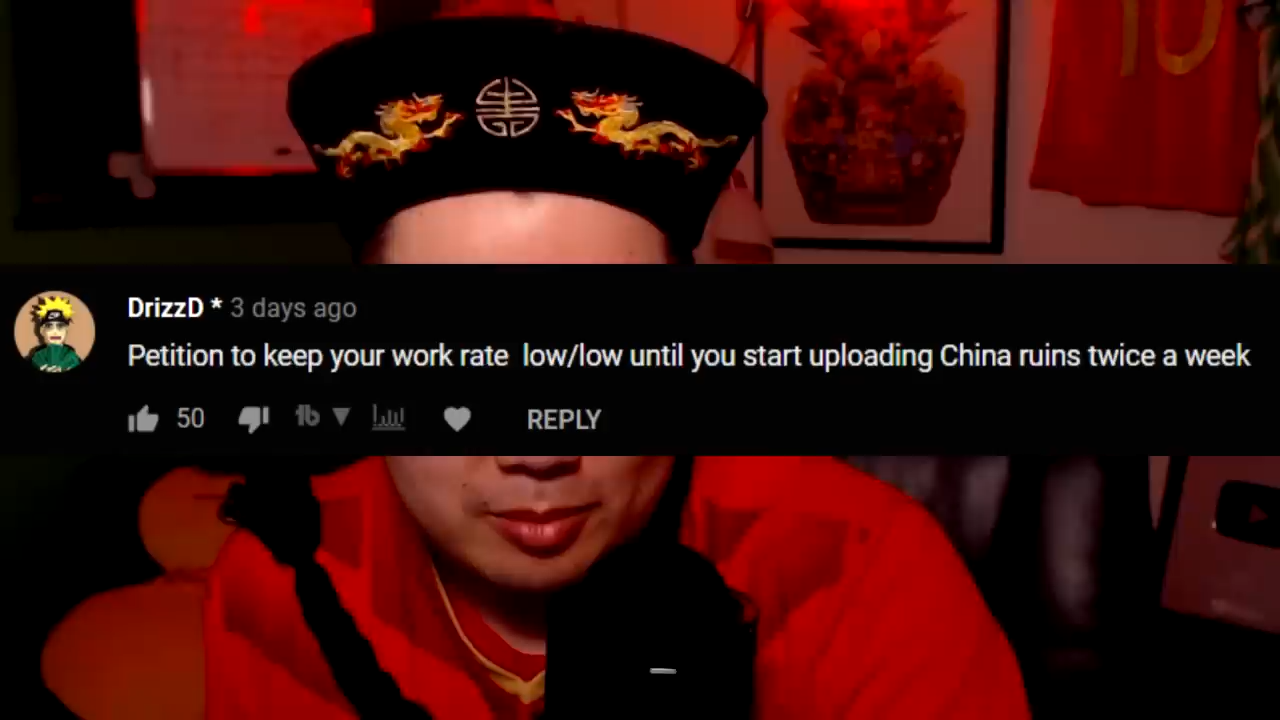 10
DrizzD * 3 days ago
Petition to keep your work rate  low/low until you start uploading China ruins twice a week
50
REPLY